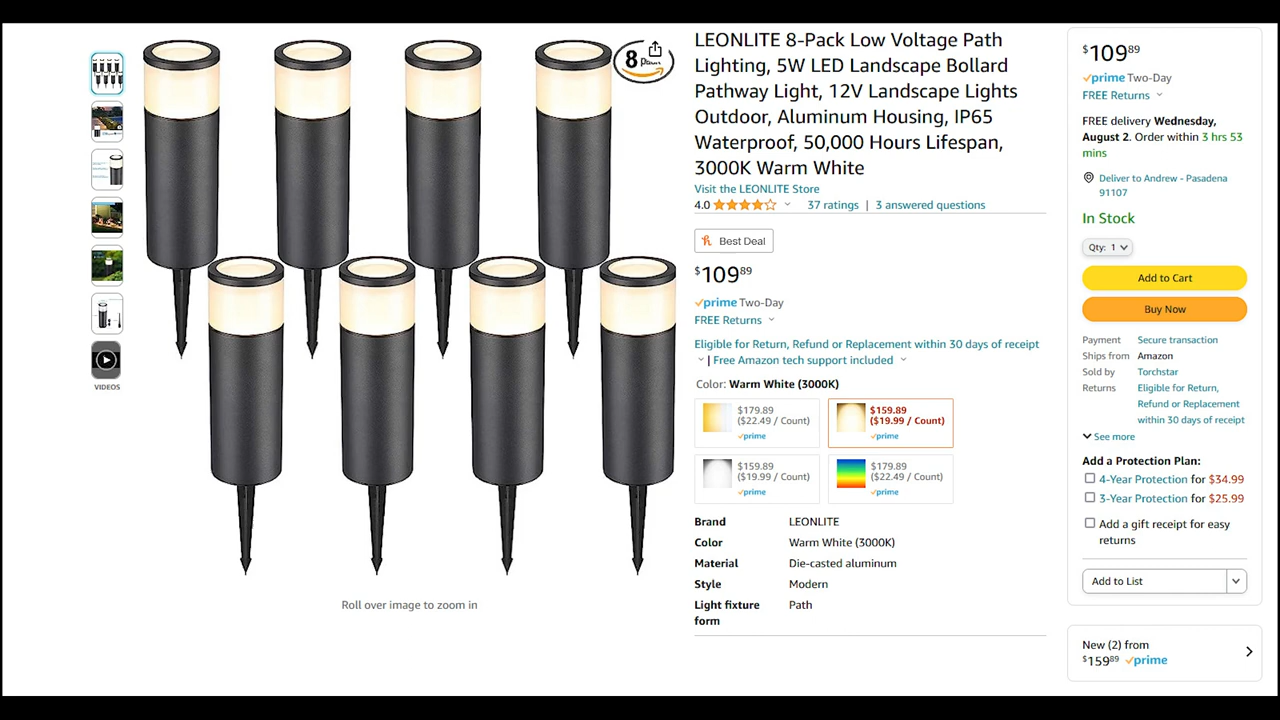 8 Pack
VIDEOS
Roll over image to zoom in
LEONLITE 8-Pack Low Voltage Path
Lighting, 5W LED Landscape Bollard
Pathway Light, 12V Landscape Lights
Outdoor, Aluminum Housing, IP65
Waterproof, 50,000 Hours Lifespan,
3000K Warm White
Visit the LEONLITE Store
4.0 37 ratings | 3 answered questions
Best Deal
$109 89
prime Two-Day
FREE Returns
Eligible for Return, Refund or Replacement within 30 days of receipt
| Free Amazon tech support included
Color: Warm White (3000K)
$179.89
($22.49 / Count)
prime
$159.89
($19.99 / Count)
prime
$159.89
($19.99 / Count)
prime
$179.89
($22.49 / Count)
prime
Brand LEONLITE
Color Warm White (3000K)
Material Die-casted aluminum
Style Modern
Light fixture Path
form
$109 89
prime Two-Day
FREE Returns
FREE delivery Wednesday,
August 2. Order within 3 hrs 53
mins
Deliver to Andrew - Pasadena
91107
In Stock
Qty: 1
Add to Cart
Buy Now
Payment Secure transaction
Ships from Amazon
Sold by Torchstar
Returns Eligible for Return,
Refund or Replacement
within 30 days of receipt
See more
Add a Protection Plan:
4-Year Protection for $34.99
3-Year Protection for $25.99
Add a gift receipt for easy
returns
Add to List
New (2) from
$159 89 prime